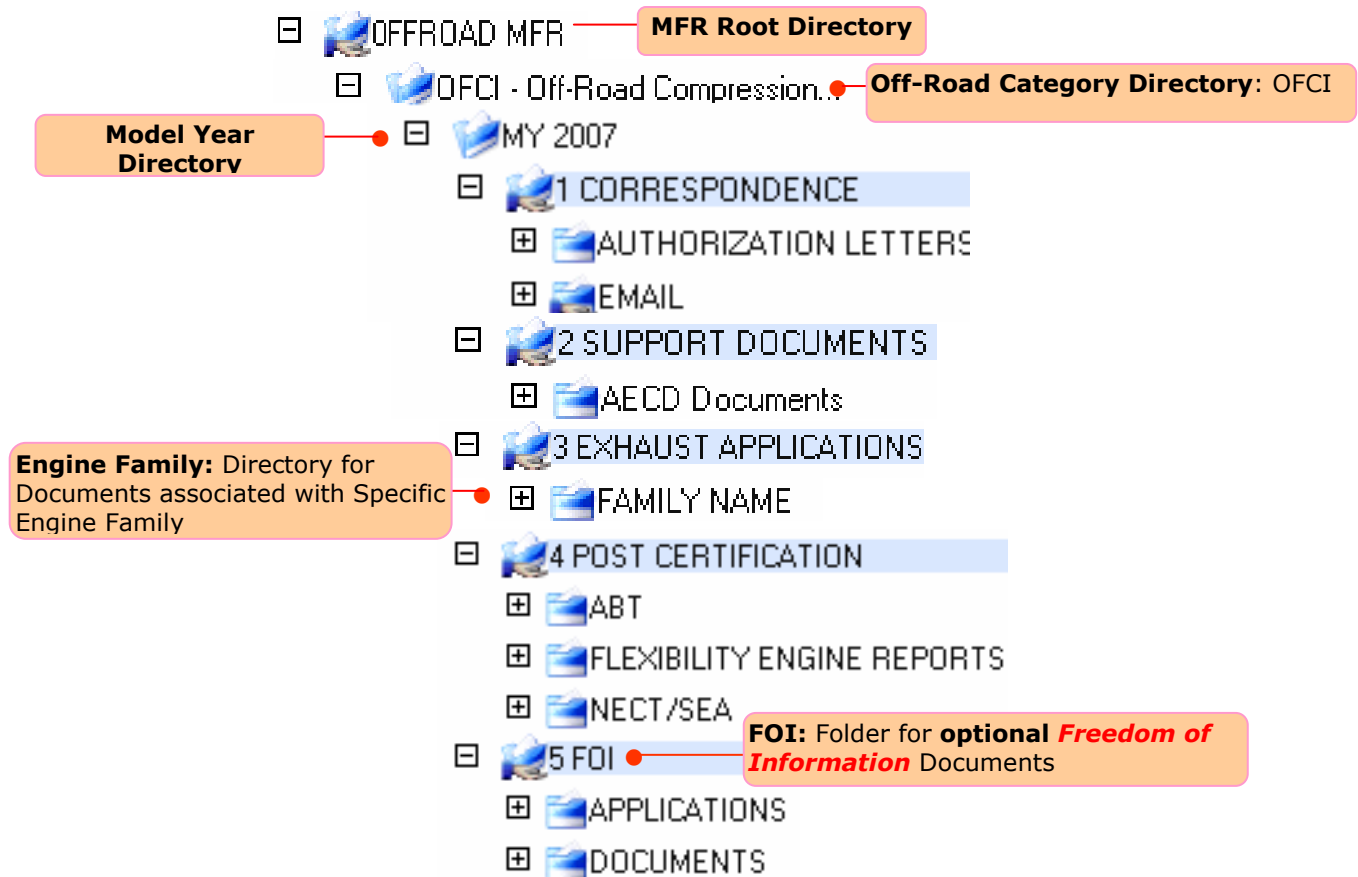 OFFROAD MFR
MFR Root Directory
OFCI - Off-Road Compression...
Off-Road Category Directory: OFCI
Model Year
Directory
MY 2007
1 CORRESPONDENCE
AUTHORIZATION LETTERS
EMAIL
2 SUPPORT DOCUMENTS
AECD Documents
3 EXHAUST APPLICATIONS
Engine Family: Directory for
Documents associated with Specific
Engine Family
FAMILY NAME
4 POST CERTIFICATION
ABT
FLEXIBILITY ENGINE REPORTS
NECT/SEA
5 FOI
FOI: Folder for optional Freedom of
Information Documents
APPLICATIONS
DOCUMENTS